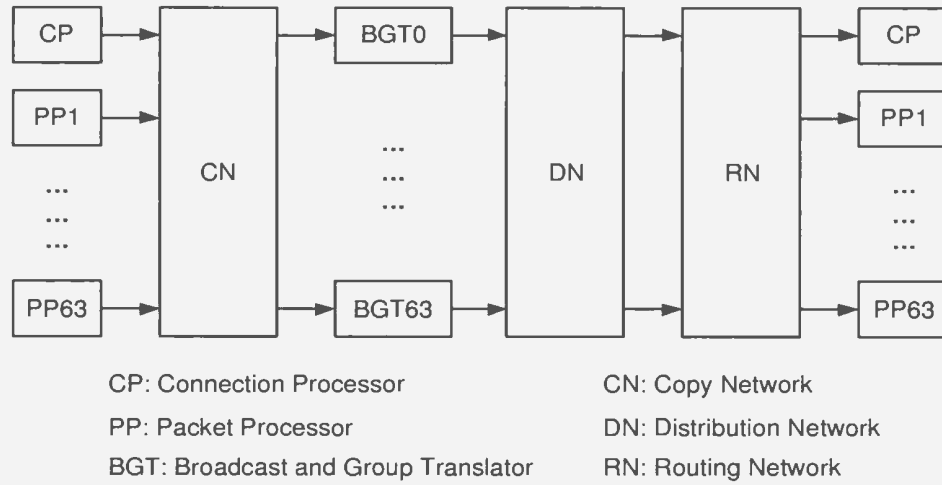 CP
BGT0
CP
PP1
PP1
CN
DN
RN
...
...
...
...
...
...
...
...
...
PP63
BGT63
PP63
CP: Connection Processor
CN: Copy Network
PP: Packet Processor
DN: Distribution Network
BGT: Broadcast and Group Translator
RN: Routing Network